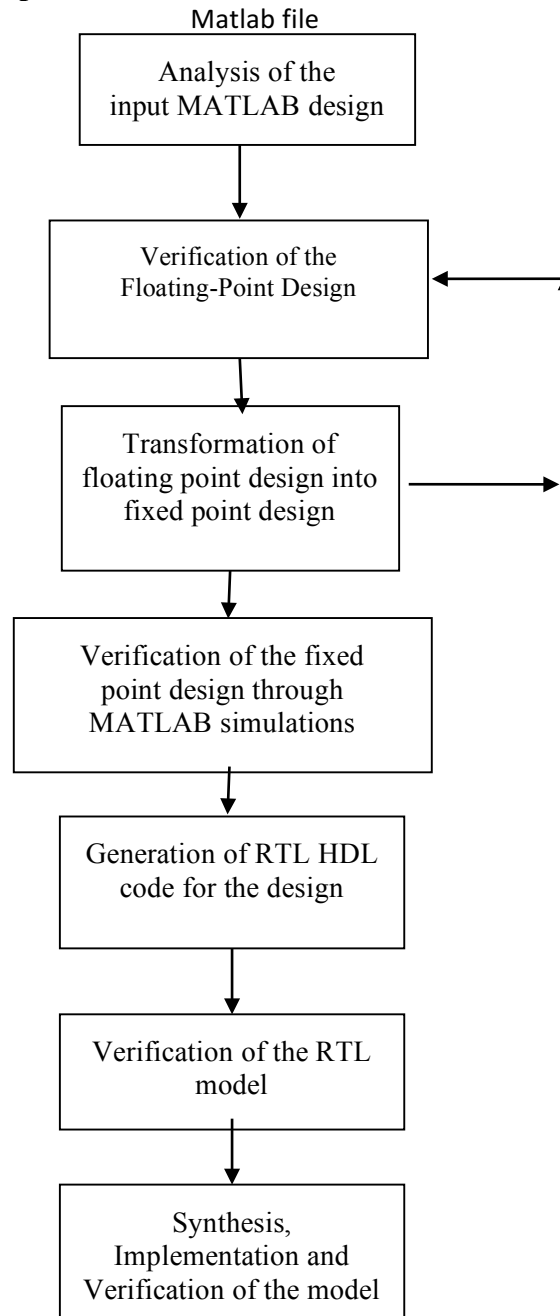 Matlab file
Analysis of the
input MATLAB design
Verification of the
Floating-Point Design
Transformation of
floating point design into
fixed point design
Verification of the fixed
point design through
MATLAB simulations
Generation of RTL HDL
code for the design
Verification of the RTL
model
Synthesis,
Implementation and
Verification of the model